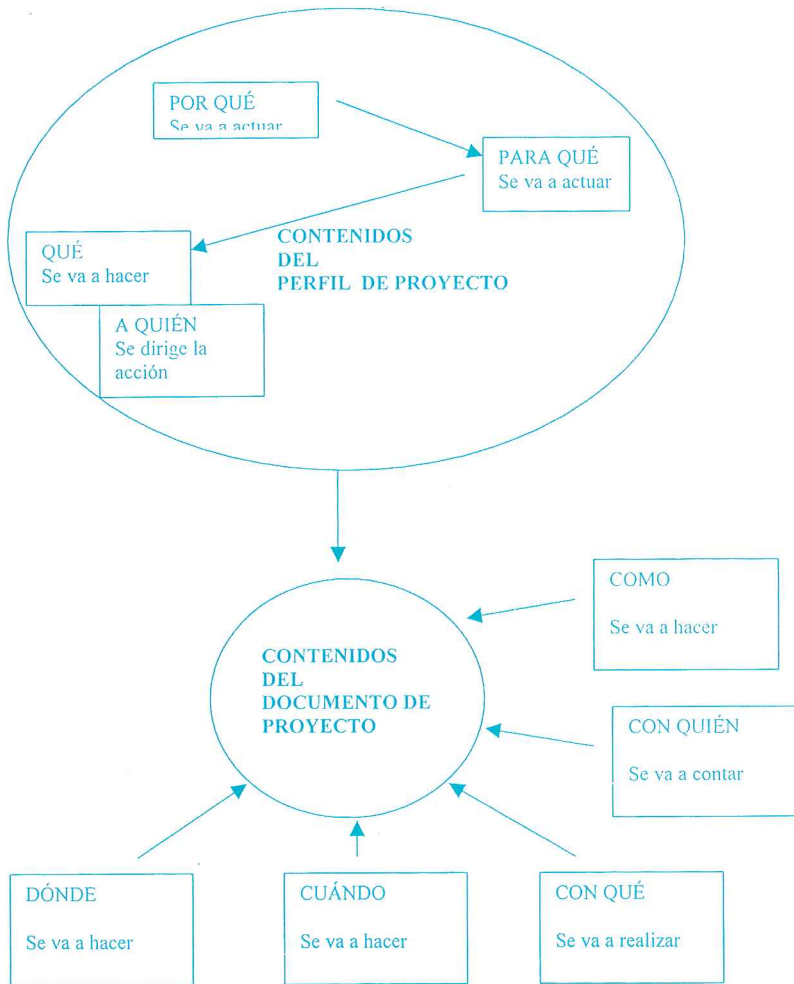 POR QUÉ
Se va a actuar
PARA QUÉ
Se va a actuar
QUÉ
Se va a hacer
CONTENIDOS
DEL
PERFIL DE PROYECTO
A QUIÉN
Se dirige la
acción
COMO
Se va a hacer
CONTENIDOS
DEL
DOCUMENTO DE
PROYECTO
CON QUIÉN
Se va a contar
DÓNDE
Se va a hacer
CUÁNDO
Se va a hacer
CON QUÉ
Se va a realizar